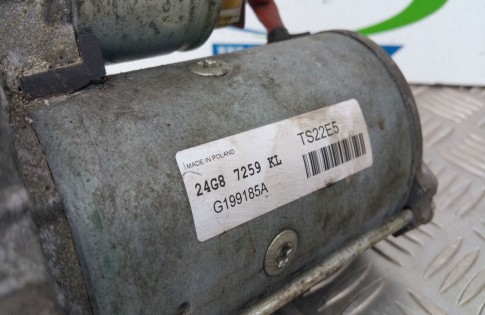 MADE IN POLAND
TS22E5
24G8 7259 KL
G199185A